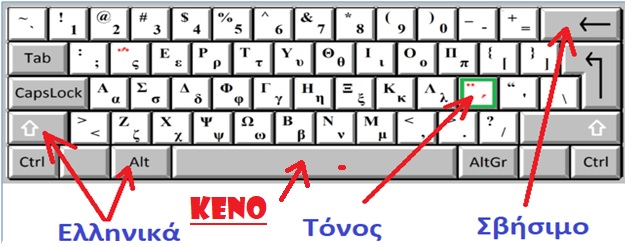 ~ ` ! 1 @ 2 # 3 $ 4 % 5 ^ 6 & 7 * 8 ( 9 ) 0 _ - + =
Tab : ; ς Ε ε Ρ ρ Τ τ Υ υ Θ θ Ι ι Ο ο Π π { [ } ]
CapsLock Α α Σ σ Δ δ Φ φ Γ γ Η η Ξ ξ Κ κ Λ λ ¨ ΄ “ ' \
> < Ζ ζ Χ χ Ψ ψ Ω ω Β β Ν ν Μ μ < , > . ? /
Ctrl Alt AltGr Ctrl
Ελληνικά ΚΕΝΟ Τόνος Σβήσιμο